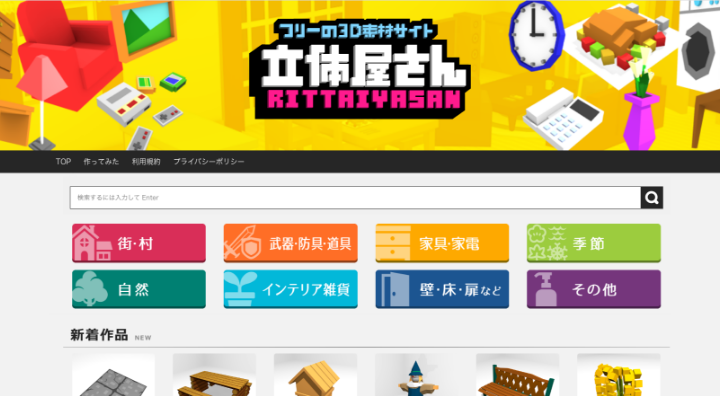 フリーの3D素材サイト
立体屋さん
RITTAIYASAN
TOP 作ってみた 利用規約 プライバシーポリシー
検索するには入力して Enter
街・村 武器・防具・道具 家具・家電 季節
自然 インテリア雑貨 壁・床・扉など その他
新着作品 NEW